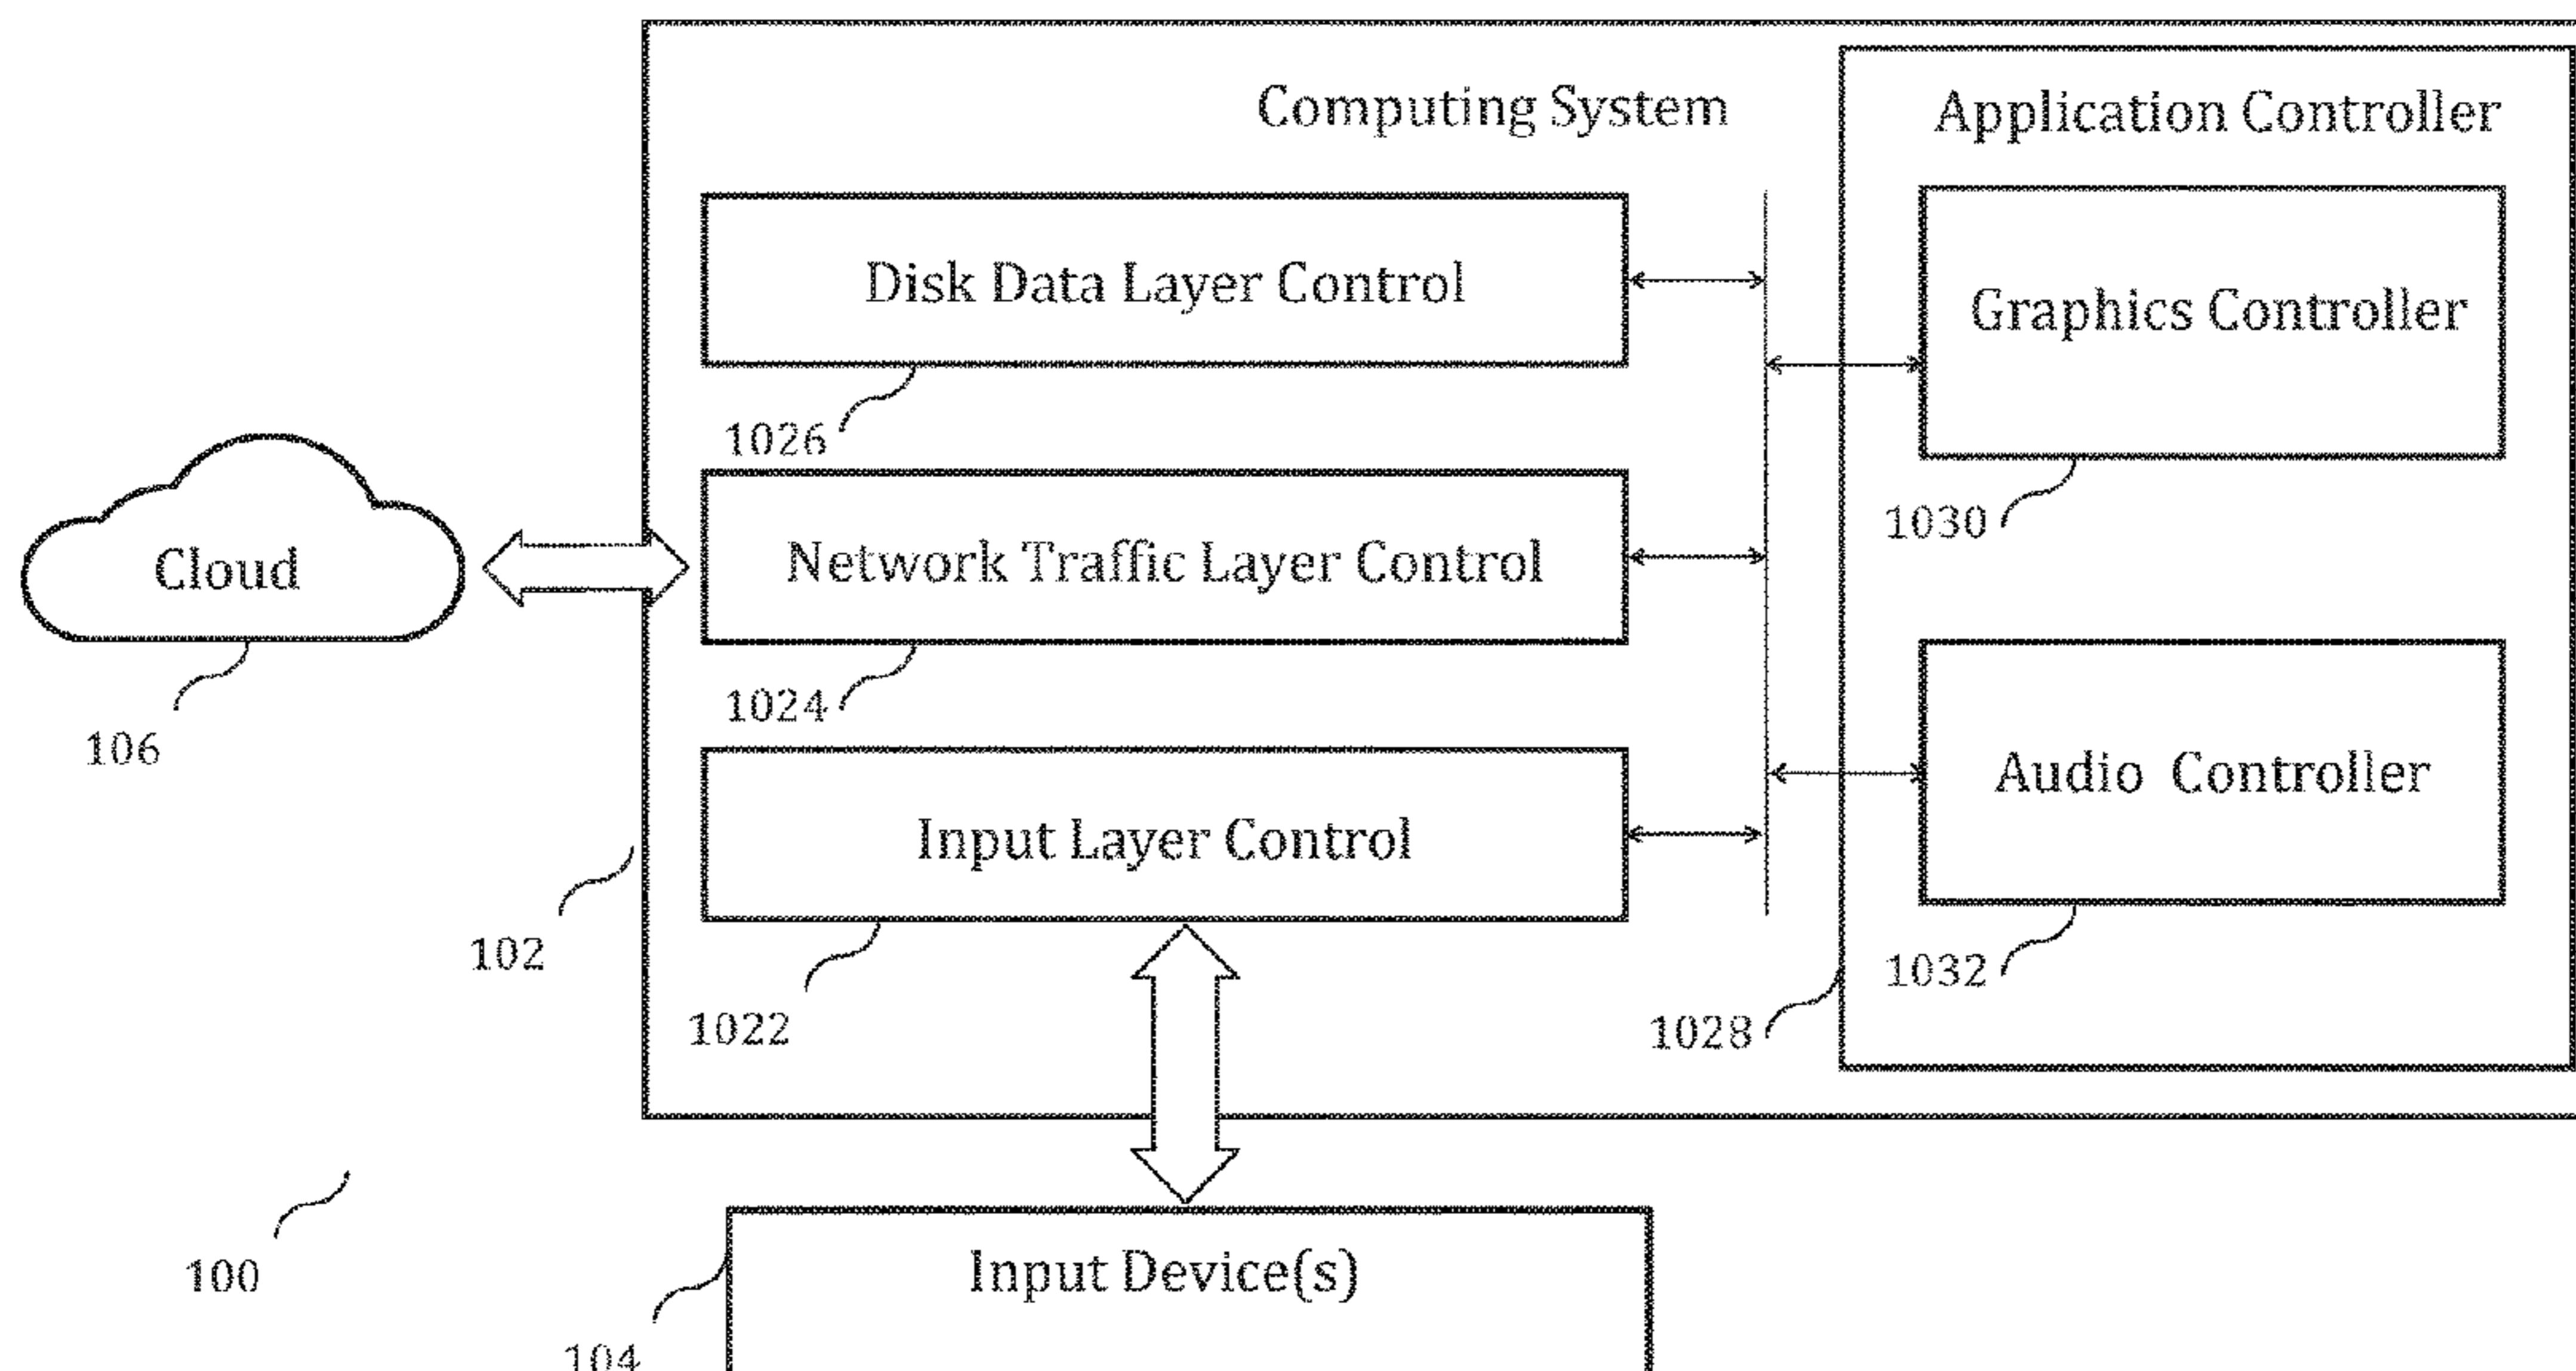 Computing System
Application Controller
Disk Data Layer Control
Graphics Controller
1026
1030
Cloud
Network Traffic Layer Control
1024
106
Audio Controller
Input Layer Control
102
1032
1022
1028
100
Input Device(s)
104